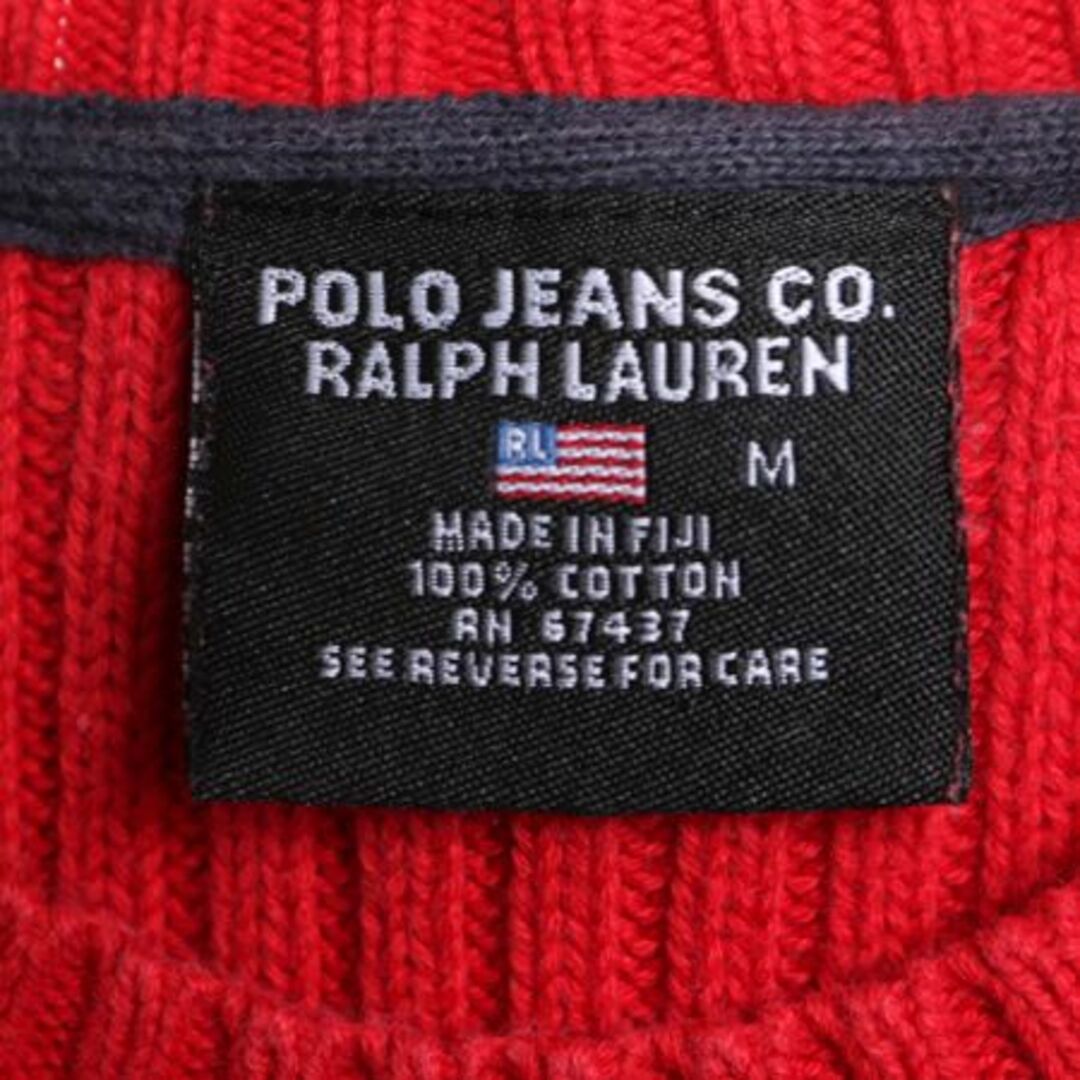 POLO JEANS CO.
RALPH LAUREN
RL
M
MADE IN FIJI
100% COTTON
RN 67437
SEE REVERSE FOR CARE